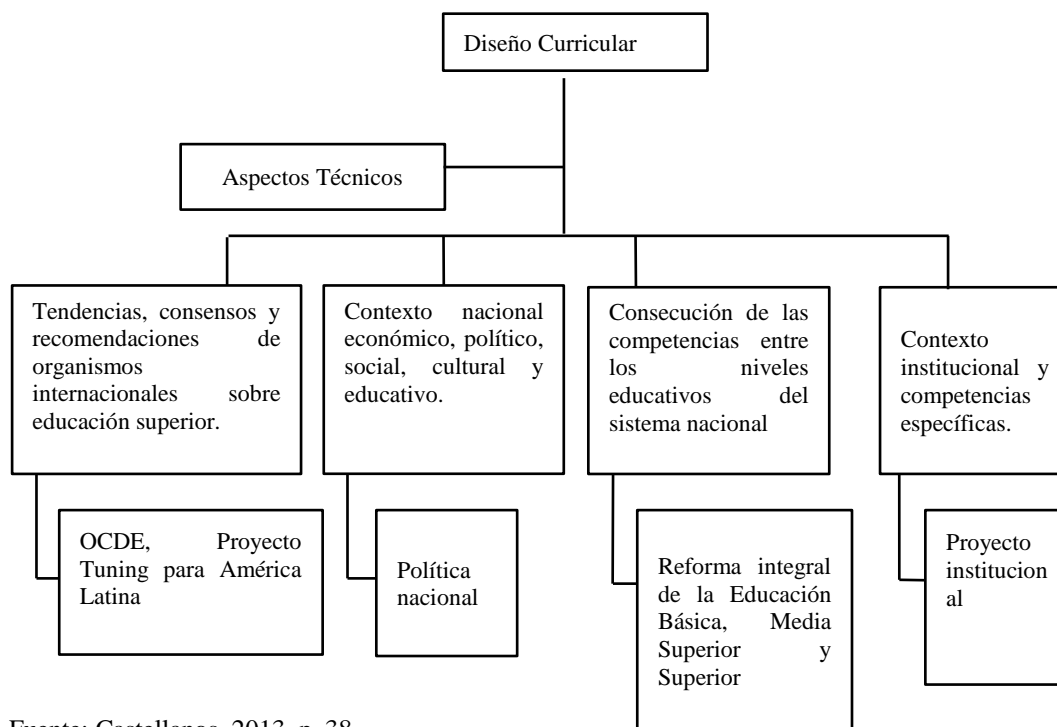 Diseño Curricular
Aspectos Técnicos
Tendencias, consensos y
recomendaciones de
organismos
internacionales sobre
educación superior.
Contexto nacional
económico, político,
social, cultural y
educativo.
Consecución de las
competencias entre
los niveles
educativos del
sistema nacional
Contexto
institucional y
competencias
específicas.
OCDE, Proyecto
Tuning para América
Latina
Política
nacional
Reforma integral
de la Educación
Básica, Media
Superior y
Superior
Proyecto
institucion
al
Fuente: Castellanos, 2013, p. 38